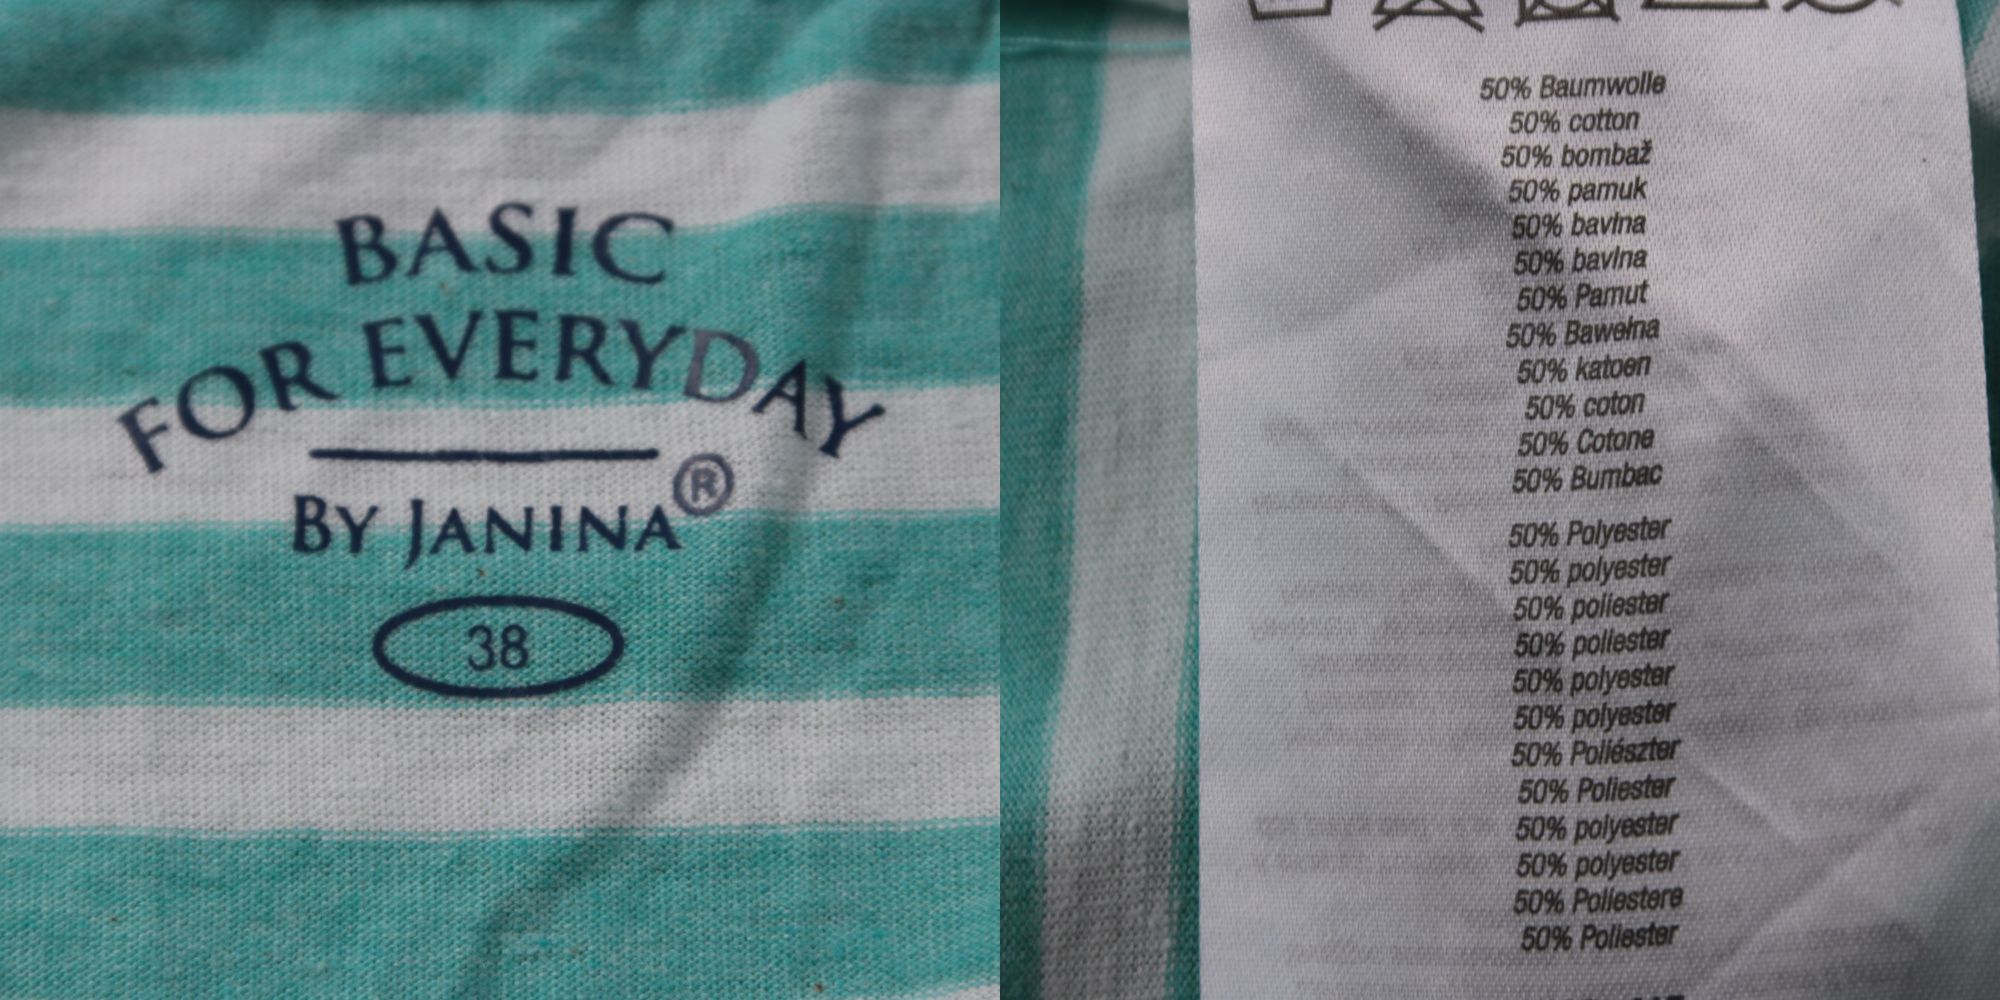 BASIC
FOR EVERYDAY
BY JANINA®
38
50% Baumwolle
50% cotton
50% bombaž
50% pamuk
50% bavlna
50% bavlna
50% Pamut
50% Bawełna
50% katoen
50% coton
50% Cotone
50% Bumbac
50% Polyester
50% polyester
50% poliester
50% poliester
50% polyester
50% polyester
50% Poliészter
50% Poliester
50% polyester
50% polyester
50% Poliestere
50% Poliester